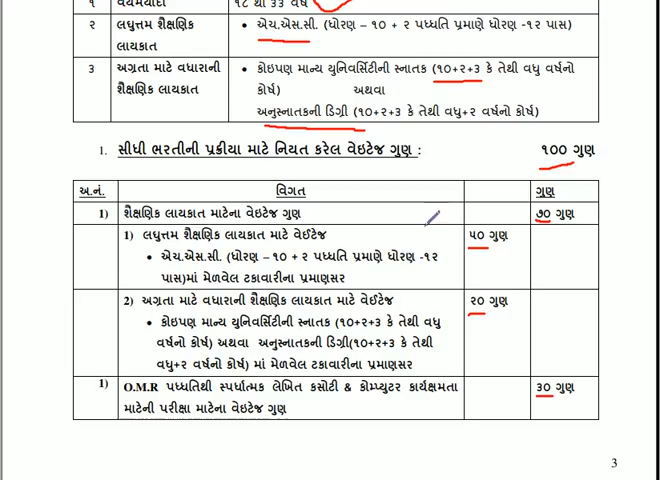 ૧ વયમર્યાદા ૧૮ થી ૩૩ વર્ષ
૨ લઘુત્તમ શૈક્ષણિક લાયકાત • એચ.એસ.સી. (ધોરણ – ૧૦ + ૨ પધ્ધતિ પ્રમાણે ધોરણ -૧૨ પાસ)
૩ અગ્રતા માટે વધારાની શૈક્ષણિક લાયકાત • કોઇપણ માન્ય યુનિવર્સિટીની સ્નાતક (૧૦+૨+૩ કે તેથી વધુ વર્ષનો
કોર્ષ) અથવા
અનુસ્નાતકની ડિગ્રી (૧૦+૨+૩ કે તેથી વધુ+૨ વર્ષનો કોર્ષ)
1. સીધી ભરતીની પ્રક્રીયા માટે નિયત કરેલ વેઇટેજ ગુણ : ૧૦૦ ગુણ
અ.નં. વિગત ગુણ
1) શૈક્ષણિક લાયકાત માટેના વેઇટેજ ગુણ ૭૦ ગુણ
1) લઘુત્તમ શૈક્ષણિક લાયકાત માટે વેઈટેજ ૫૦ ગુણ
• એચ.એસ.સી. (ધોરણ – ૧૦ + ૨ પધ્ધતિ પ્રમાણે ધોરણ -૧૨
પાસ)માં મેળવેલ ટકાવારીના પ્રમાણસર
2) અગ્રતા માટે વધારાની શૈક્ષણિક લાયકાત માટે વેઈટેજ ૨૦ ગુણ
• કોઇપણ માન્ય યુનિવર્સિટીની સ્નાતક (૧૦+૨+૩ કે તેથી વધુ
વર્ષનો કોર્ષ) અથવા અનુસ્નાતકની ડિગ્રી(૧૦+૨+૩ કે તેથી
વધુ+૨ વર્ષનો કોર્ષ) માં મેળવેલ ટકાવારીના પ્રમાણસર
1) O.M.R પધ્ધતિથી સ્પર્ધાત્મક લેખિત કસોટી & કોમ્પ્યુટર કાર્યક્ષમતા ૩૦ ગુણ
માટેની પરીક્ષા માટેના વેઇટેજ ગુણ
3